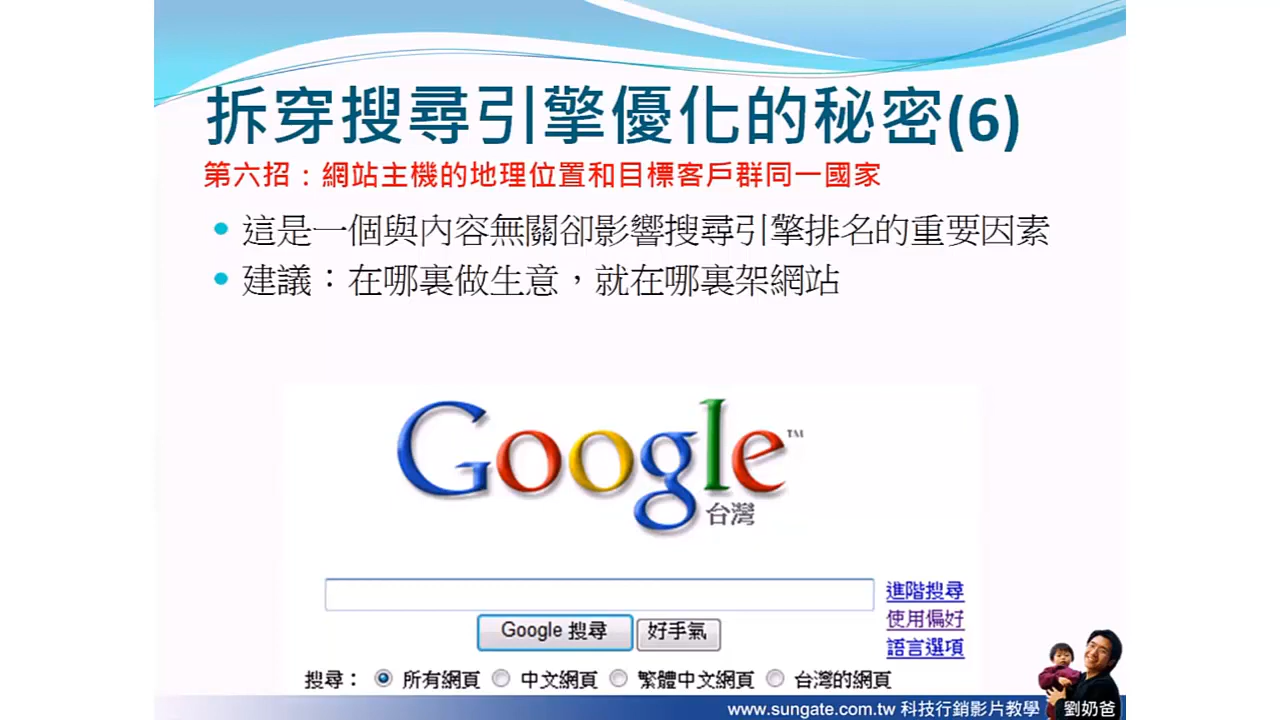 拆穿搜尋引擎優化的秘密(6)
第六招：網站主機的地理位置和目標客戶群同一國家
這是一個與內容無關卻影響搜尋引擎排名的重要因素
建議：在哪裏做生意，就在哪裏架網站
Google™
台灣
進階搜尋
Google 搜尋 好手氣
使用偏好
語言選項
搜尋： 所有網頁 中文網頁 繁體中文網頁 台灣的網頁
www.sungate.com.tw 科技行銷影片教學
劉奶爸